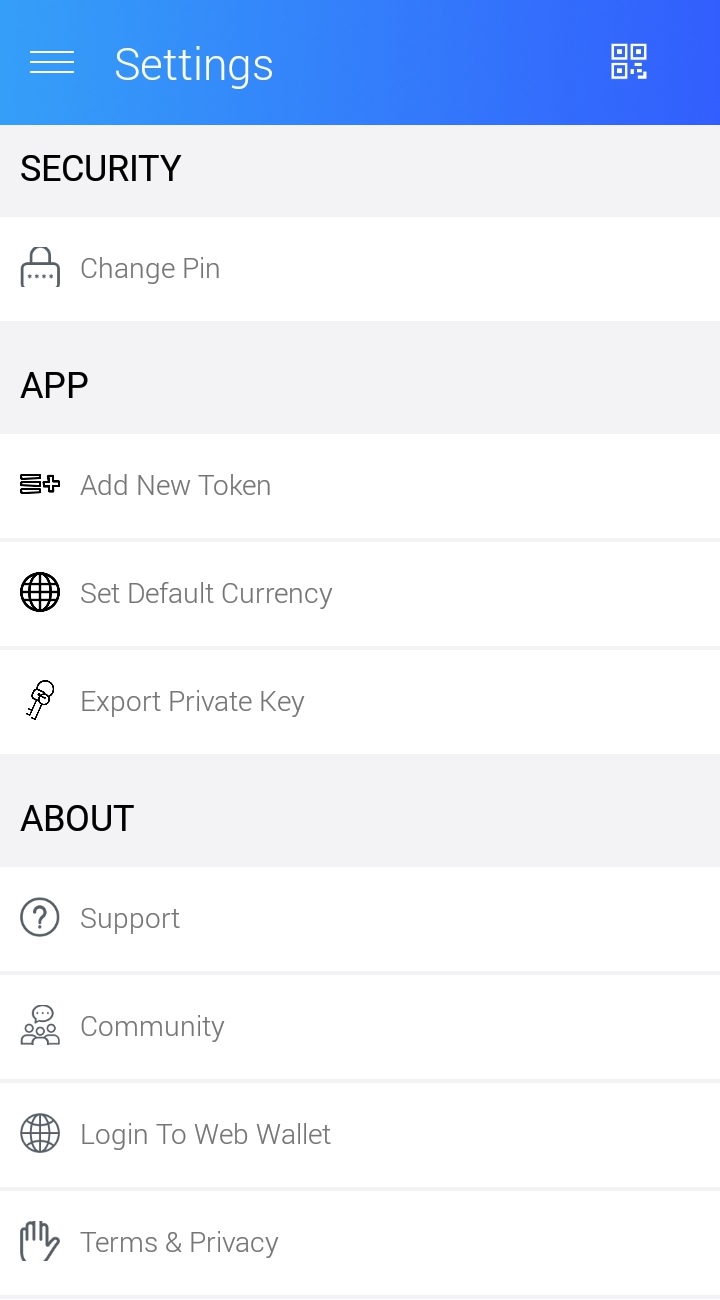 Settings
SECURITY
Change Pin
APP
Add New Token
Set Default Currency
Export Private Key
ABOUT
Support
Community
Login To Web Wallet
Terms & Privacy